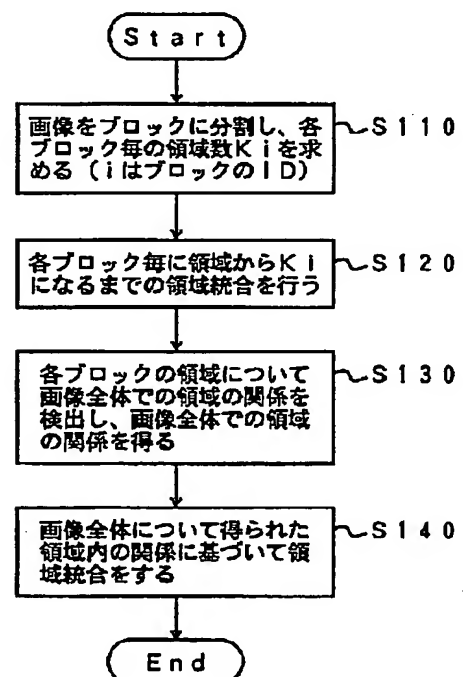 Start
画像をブロックに分割し、各 S110
ブロック毎の領域数Kiを求
める（iはブロックのID）
各ブロック毎に領域からKi S120
になるまでの領域統合を行う
各ブロックの領域について S130
画像全体での領域の関係を
検出し、画像全体での領域
の関係を得る
画像全体について得られた S140
領域内の関係に基づいて領
域統合をする
End